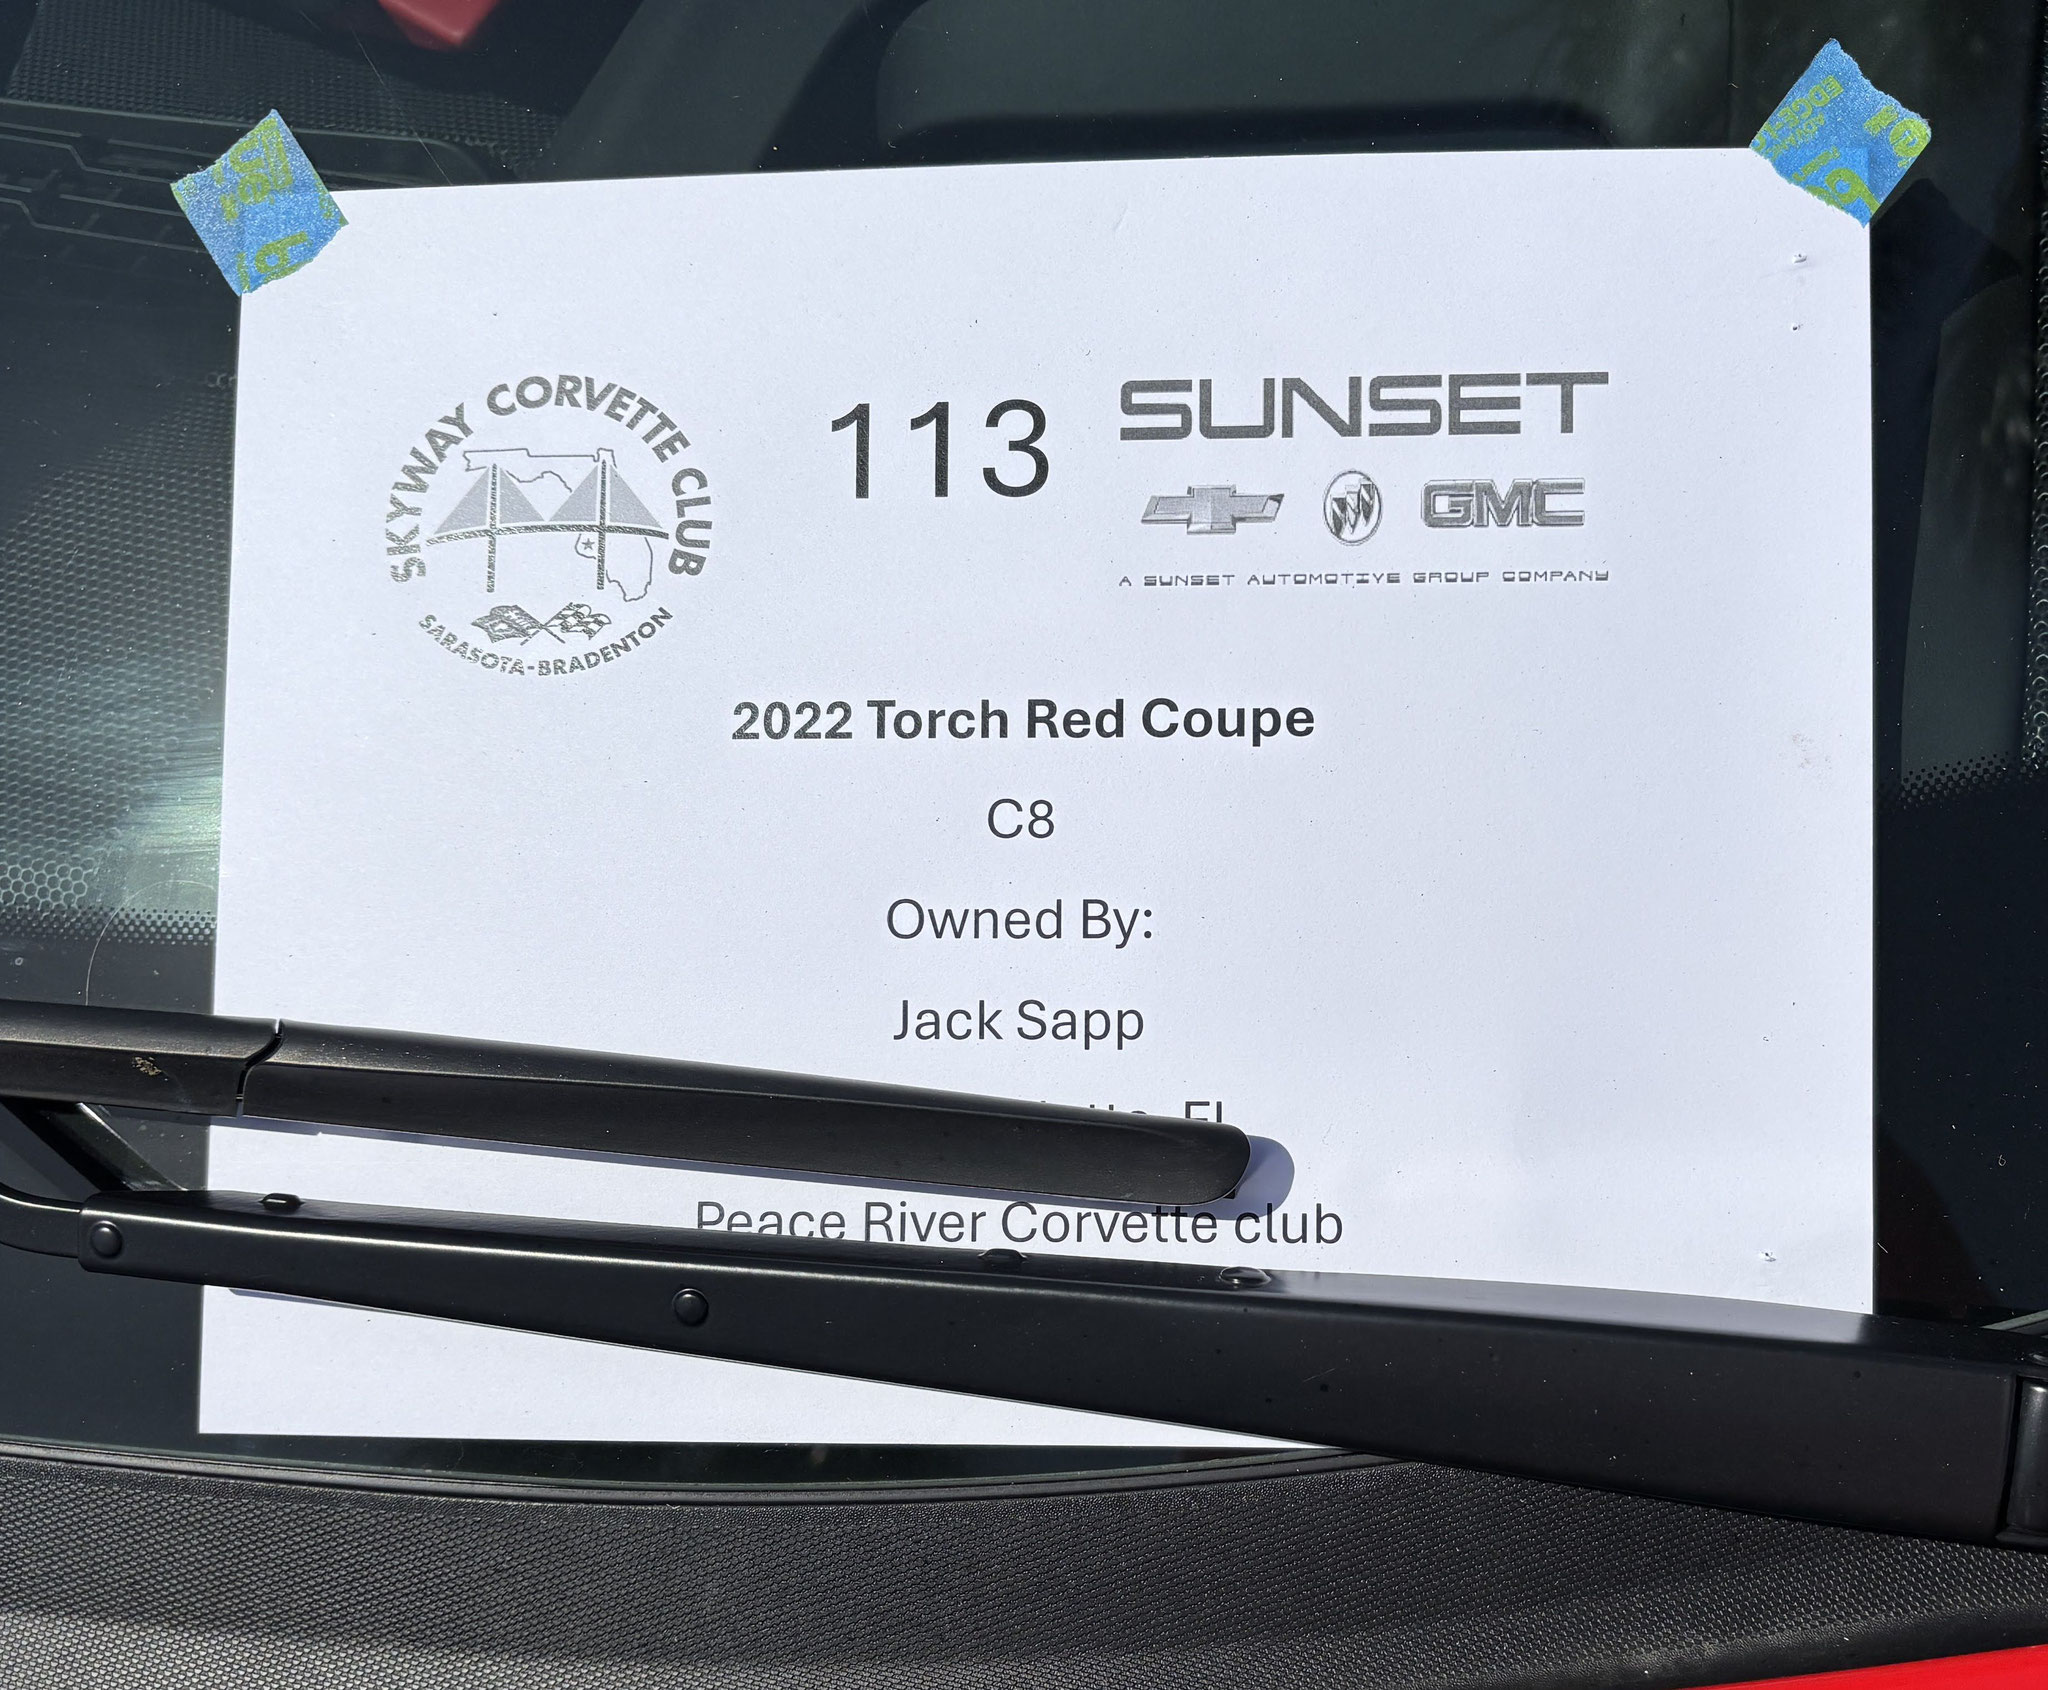 SKYWAY CORVETTE CLUB
SARASOTA-BRADENTON
113
SUNSET
GMC
A SUNSET AUTOMOTIVE GROUP COMPANY
2022 Torch Red Coupe
C8
Owned By:
Jack Sapp
FL
Peace River Corvette club